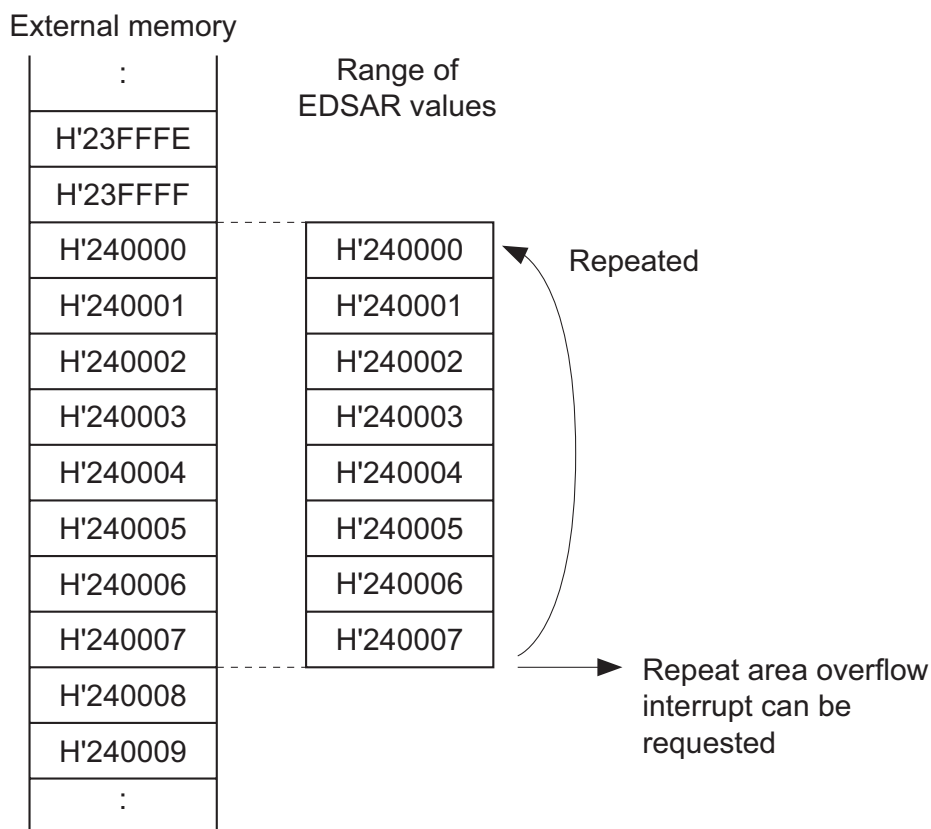 External memory
:
Range of
EDSAR values
H'23FFFE
H'23FFFF
H'240000
H'240000
Repeated
H'240001
H'240001
H'240002
H'240002
H'240003
H'240003
H'240004
H'240004
H'240005
H'240005
H'240006
H'240006
H'240007
H'240007
Repeat area overflow
interrupt can be
requested
H'240008
H'240009
: